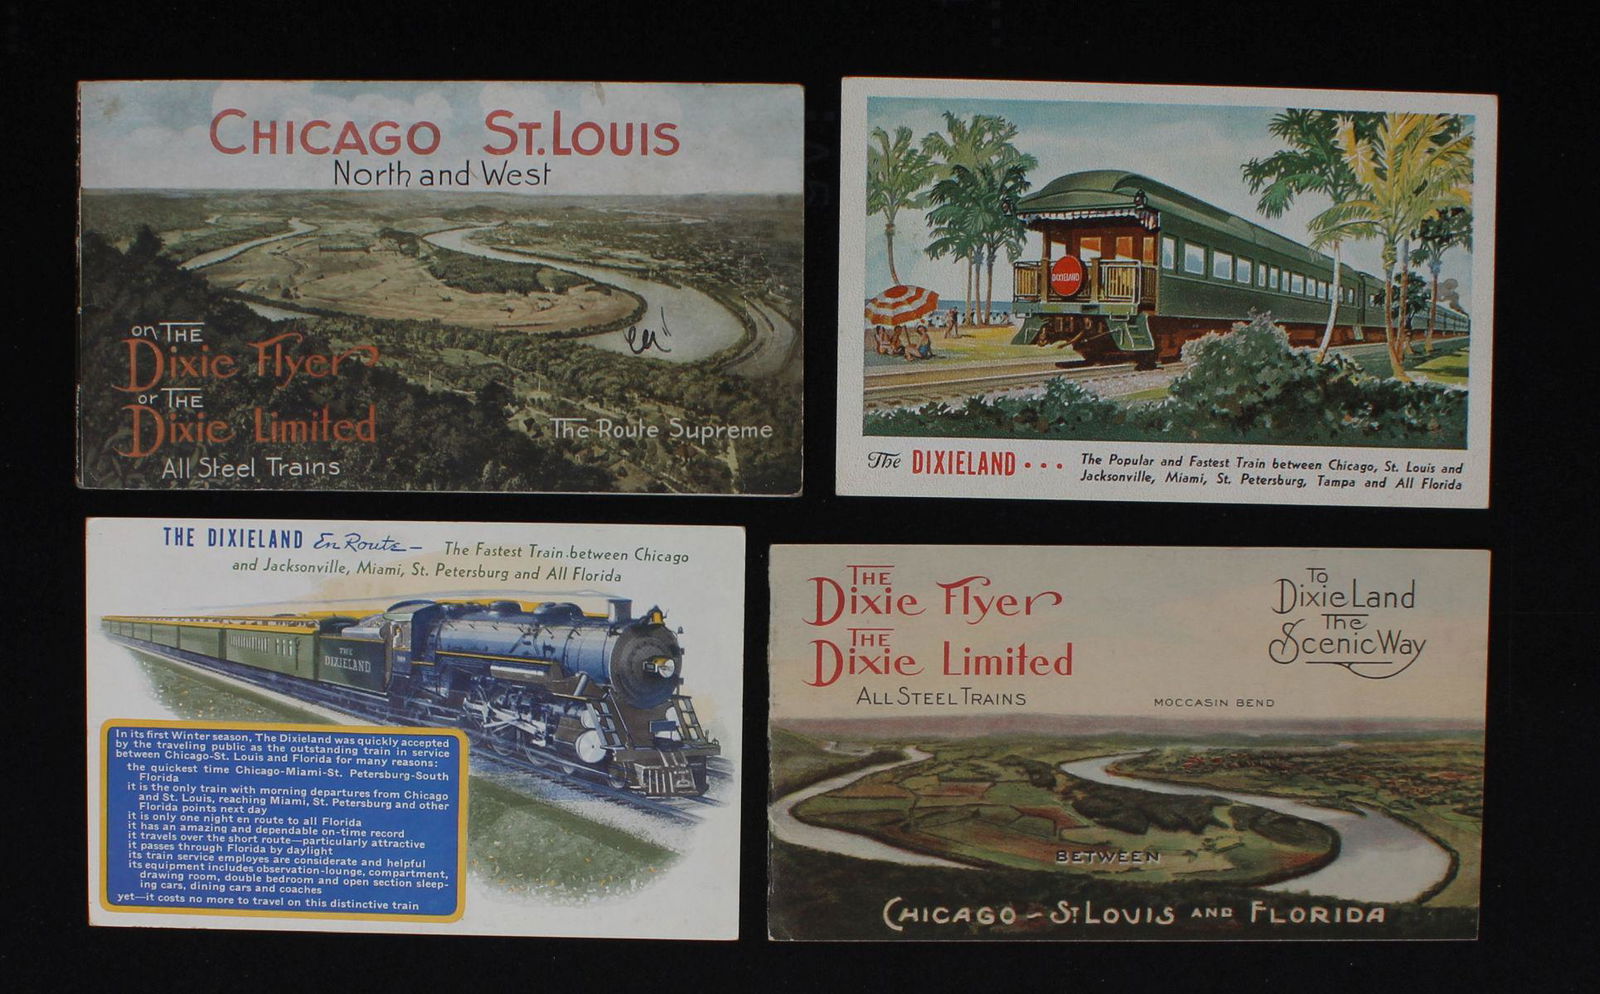 CHICAGO ST. LOUIS
North and West
on THE
Dixie Flyer
or THE
Dixie Limited
All Steel Trains
The Route Supreme
DIXIELAND
The DIXIELAND • • •
The Popular and Fastest Train between Chicago, St. Louis and
Jacksonville, Miami, St. Petersburg, Tampa and All Florida
THE DIXIELAND En Route—
The Fastest Train between Chicago
and Jacksonville, Miami, St. Petersburg and All Florida
THE
DIXIELAND
In its first Winter season, The Dixieland was quickly accepted
by the traveling public as the outstanding train in service
between Chicago-St. Louis and Florida for many reasons:
the quickest time Chicago-Miami-St. Petersburg-South
Florida
it is the only train with morning departures from Chicago
and St. Louis, reaching Miami, St. Petersburg and other
Florida points next day
it is only one night en route to all Florida
it has an amazing and dependable on-time record
it travels over the short route—particularly attractive
it passes through Florida by daylight
its train service employes are considerate and helpful
its equipment includes observation-lounge, compartment,
drawing room, double bedroom and open section sleep-
ing cars, dining cars and coaches
yet—it costs no more to travel on this distinctive train
THE
Dixie Flyer
THE
Dixie Limited
ALL STEEL TRAINS
To
Dixie Land
The
Scenic Way
MOCCASIN BEND
BETWEEN
CHICAGO - ST LOUIS AND FLORIDA